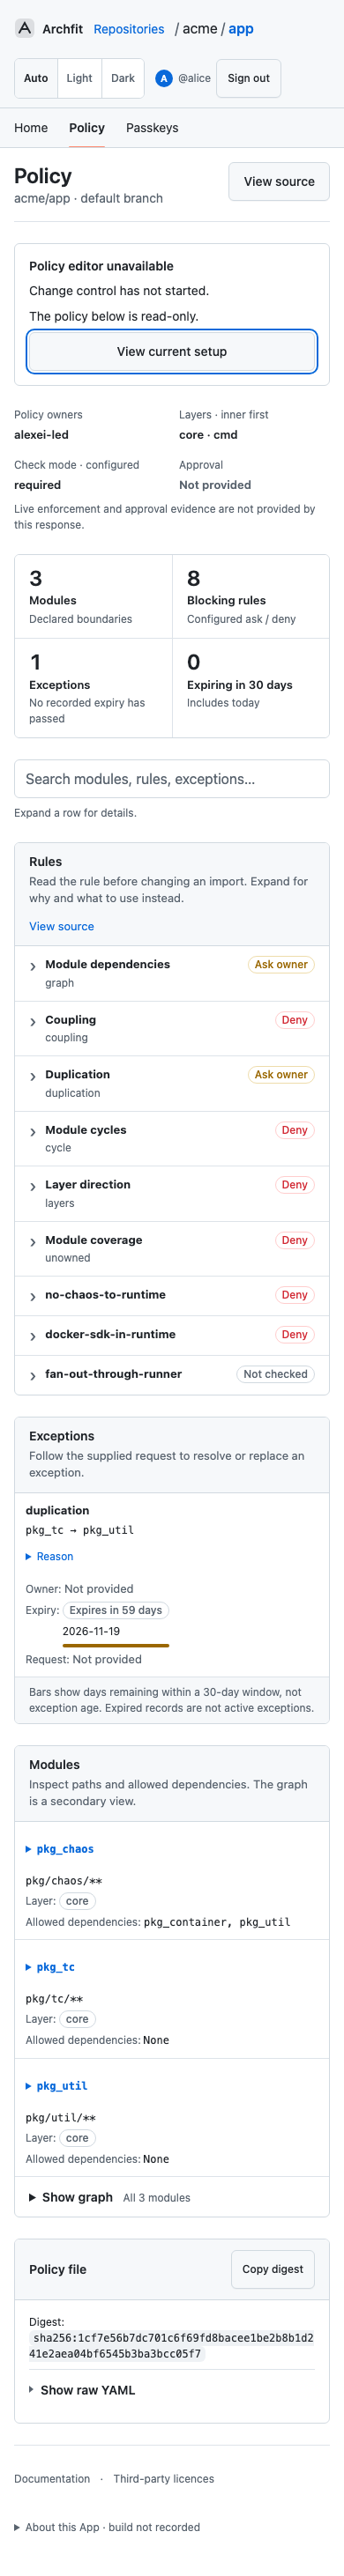 Archfit Repositories / acme / app
Auto Light Dark A @alice Sign out
Home Policy Passkeys
Policy
acme/app · default branch
View source
Policy editor unavailable
Change control has not started.
The policy below is read-only.
View current setup
Policy owners
alexei-led
Layers · inner first
core · cmd
Check mode · configured
required
Approval
Not provided
Live enforcement and approval evidence are not provided by
this response.
3
Modules
Declared boundaries
8
Blocking rules
Configured ask / deny
1
Exceptions
No recorded expiry has
passed
0
Expiring in 30 days
Includes today
Search modules, rules, exceptions...
Expand a row for details.
Rules
Read the rule before changing an import. Expand for
why and what to use instead.
View source
Module dependencies Ask owner
graph
Coupling Deny
coupling
Duplication Ask owner
duplication
Module cycles Deny
cycle
Layer direction Deny
layers
Module coverage Deny
unowned
no-chaos-to-runtime Deny
docker-sdk-in-runtime Deny
fan-out-through-runner Not checked
Exceptions
Follow the supplied request to resolve or replace an
exception.
duplication
pkg_tc → pkg_util
Reason
Owner: Not provided
Expiry: Expires in 59 days
2026-11-19
Request: Not provided
Bars show days remaining within a 30-day window, not
exception age. Expired records are not active exceptions.
Modules
Inspect paths and allowed dependencies. The graph
is a secondary view.
pkg_chaos
pkg/chaos/**
Layer: core
Allowed dependencies: pkg_container, pkg_util
pkg_tc
pkg/tc/**
Layer: core
Allowed dependencies: None
pkg_util
pkg/util/**
Layer: core
Allowed dependencies: None
Show graph All 3 modules
Policy file Copy digest
Digest:
sha256:1cf7e56b7dc701c6f69fd8bacee1be2b8b1d2
41e2aea04bf6545b3ba3bcc05f7
Show raw YAML
Documentation · Third-party licences
About this App · build not recorded